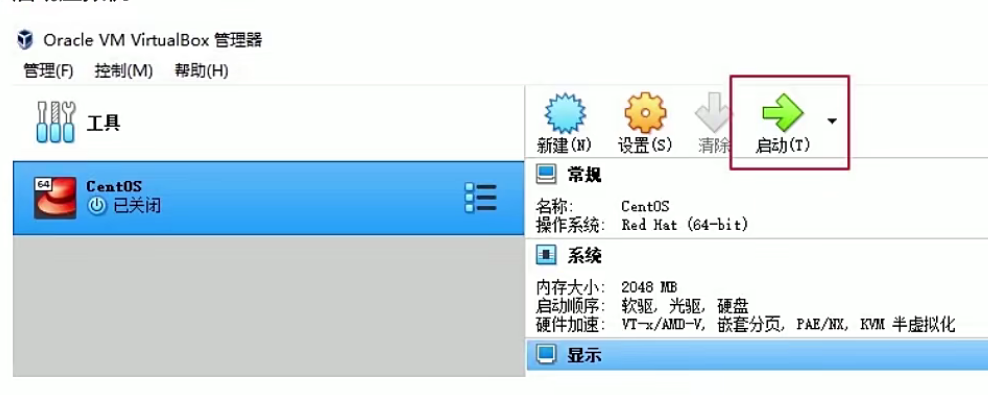 Oracle VM VirtualBox 管理器
管理(F) 控制(M) 帮助(H)
工具
新建(N) 设置(S) 清除 启动(T)
64
CentOS
已关闭
常规
名称: CentOS
操作系统: Red Hat (64-bit)
系统
内存大小: 2048 MB
启动顺序: 软驱, 光驱, 硬盘
硬件加速: VT-x/AMD-V, 嵌套分页, PAE/NX, KVM 半虚拟化
显示